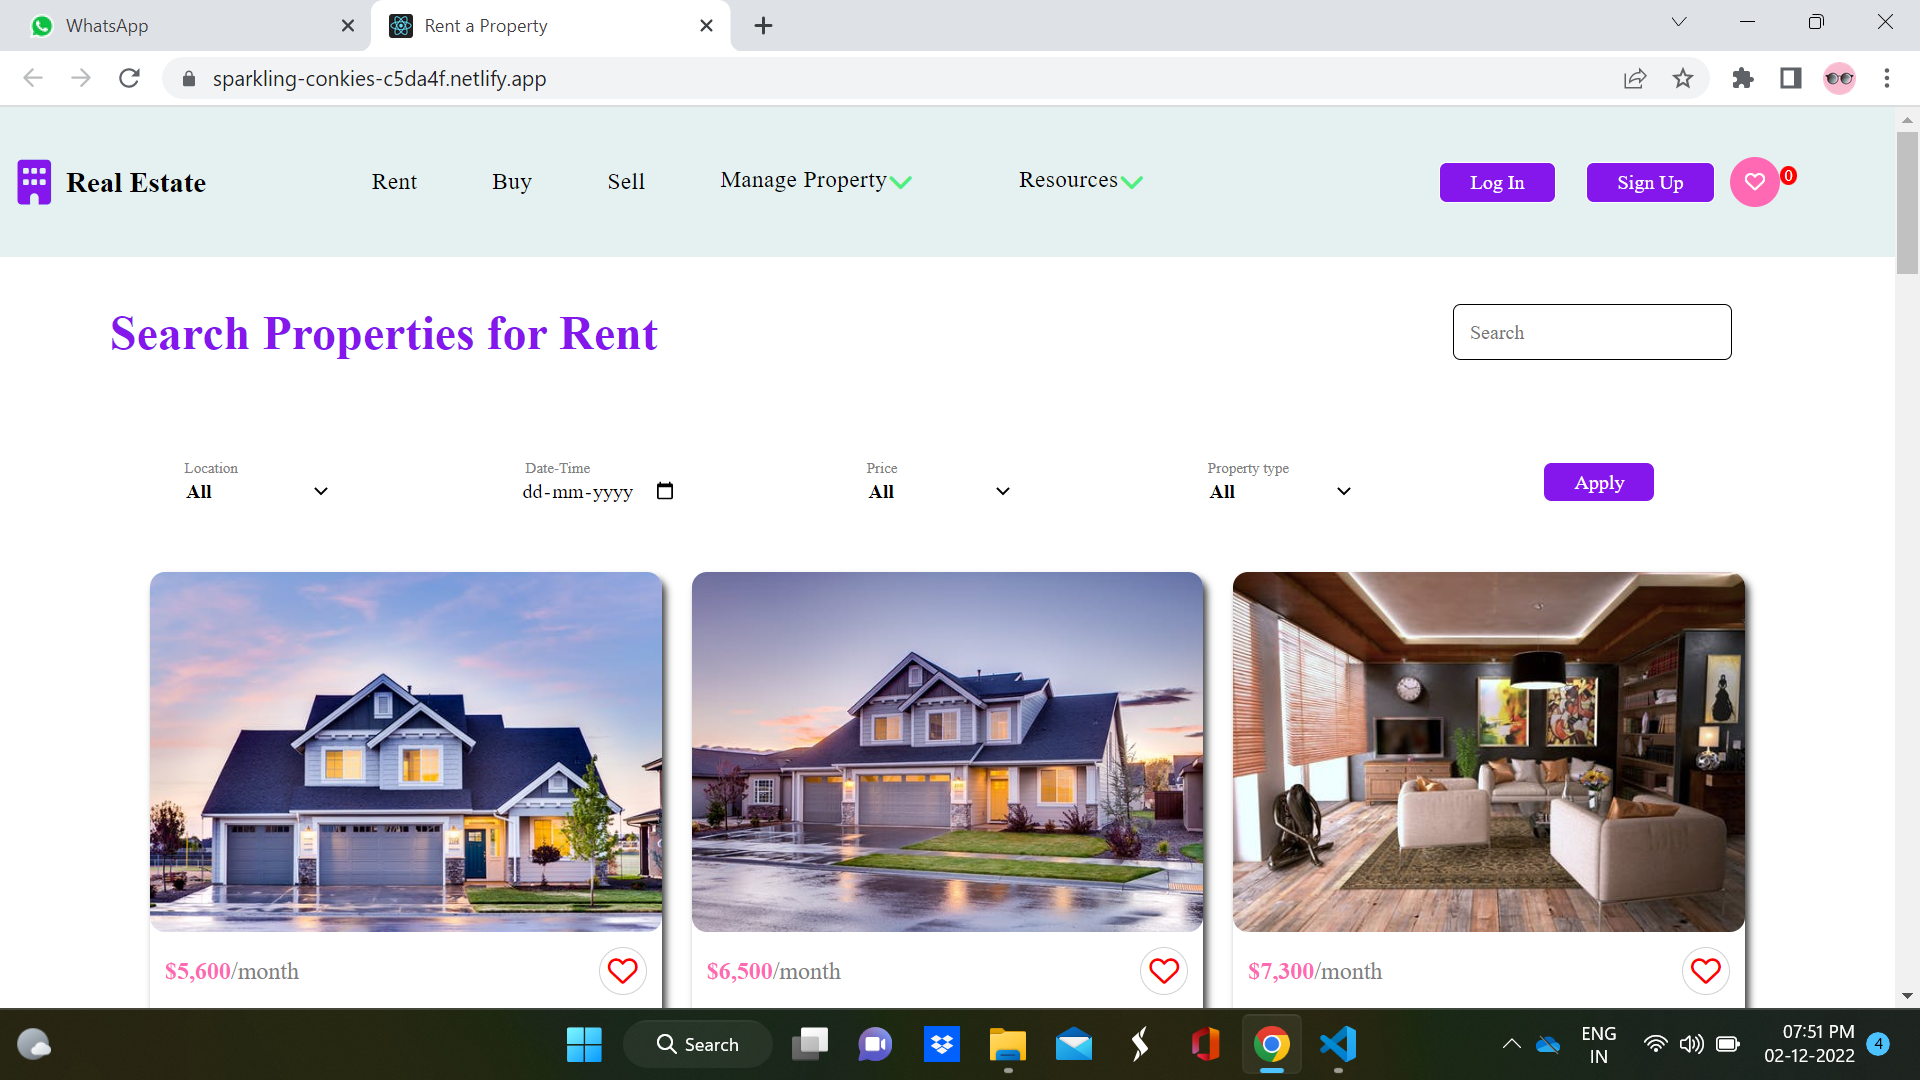 WhatsApp
Rent a Property
sparkling-conkies-c5da4f.netlify.app
Real Estate
Rent
Buy
Sell
Manage Property
Resources
Log In
Sign Up
0
Search Properties for Rent
Search
Location
All
Date-Time
dd-mm-yyyy
Price
All
Property type
All
Apply
$5,600/month
$6,500/month
$7,300/month
Search
ENG
IN
07:51 PM
02-12-2022
4